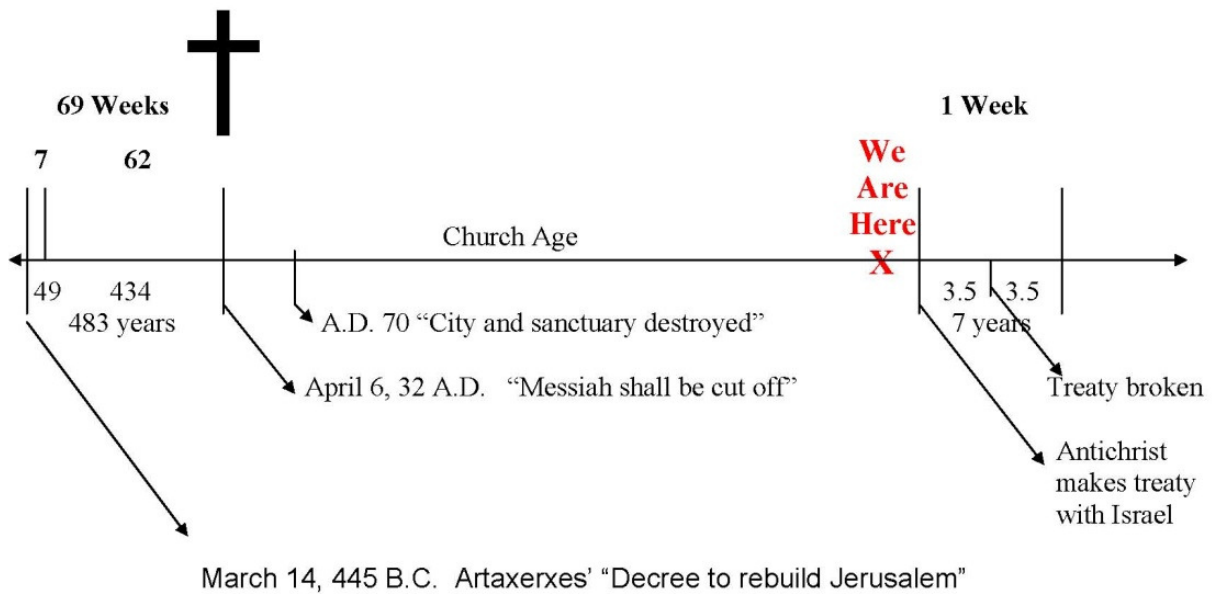 69 Weeks
1 Week
7
62
We
Are
Here
X
Church Age
49
434
483 years
3.5
3.5
7 years
A.D. 70 “City and sanctuary destroyed”
April 6, 32 A.D. “Messiah shall be cut off”
Treaty broken
Antichrist
makes treaty
with Israel
March 14, 445 B.C. Artaxerxes’ “Decree to rebuild Jerusalem”